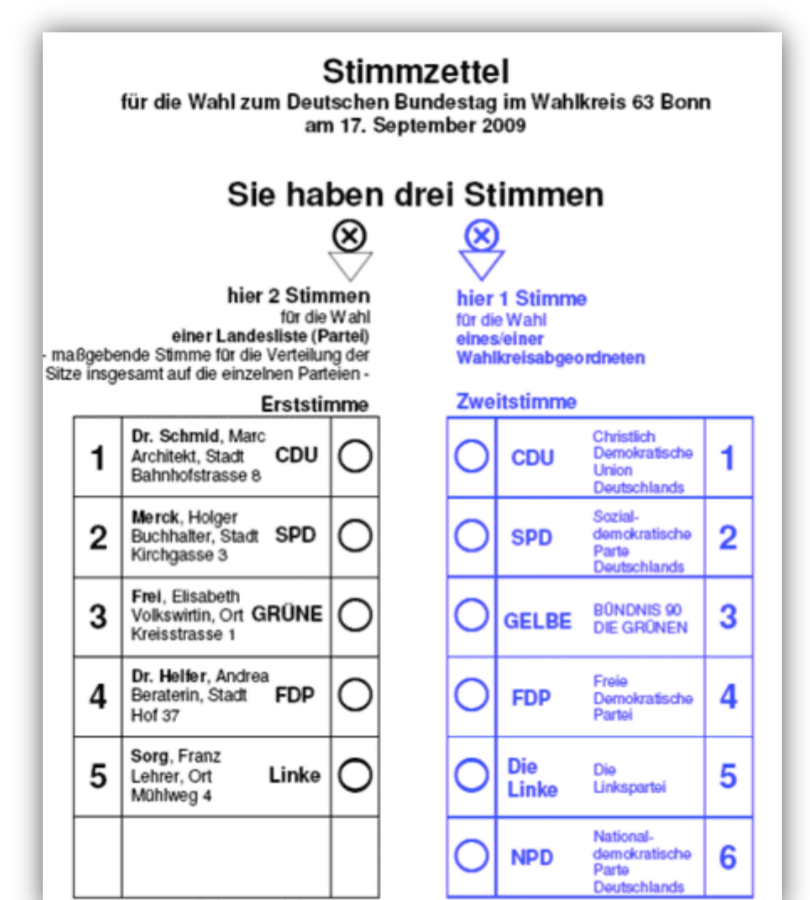 Stimmzettel
für die Wahl zum Deutschen Bundestag im Wahlkreis 63 Bonn
am 17. September 2009
Sie haben drei Stimmen
hier 2 Stimmen
für die Wahl
einer Landesliste (Partei)
- maßgebende Stimme für die Verteilung der
Sitze insgesamt auf die einzelnen Parteien -
Erststimme
1
Dr. Schmid, Marc
Architekt, Stadt
Bahnhofstrasse 8
CDU
2
Merck, Holger
Buchhalter, Stadt
Kirchgasse 3
SPD
3
Frei, Elisabeth
Volkswirtin, Ort
Kreisstrasse 1
GRÜNE
4
Dr. Helfer, Andrea
Beraterin, Stadt
Hof 37
FDP
5
Sorg, Franz
Lehrer, Ort
Mühlweg 4
Linke
hier 1 Stimme
für die Wahl
eines/einer
Wahlkreisabgeordneten
Zweitstimme
CDU
Christlich
Demokratische
Union
Deutschlands
1
SPD
Sozial-
demokratische
Parte
Deutschlands
2
GELBE
BÜNDNIS 90
DIE GRÜNEN
3
FDP
Freie
Demokratische
Partei
4
Die
Linke
Die
Linkspartei
5
NPD
National-
demokratische
Parte
Deutschlands
6